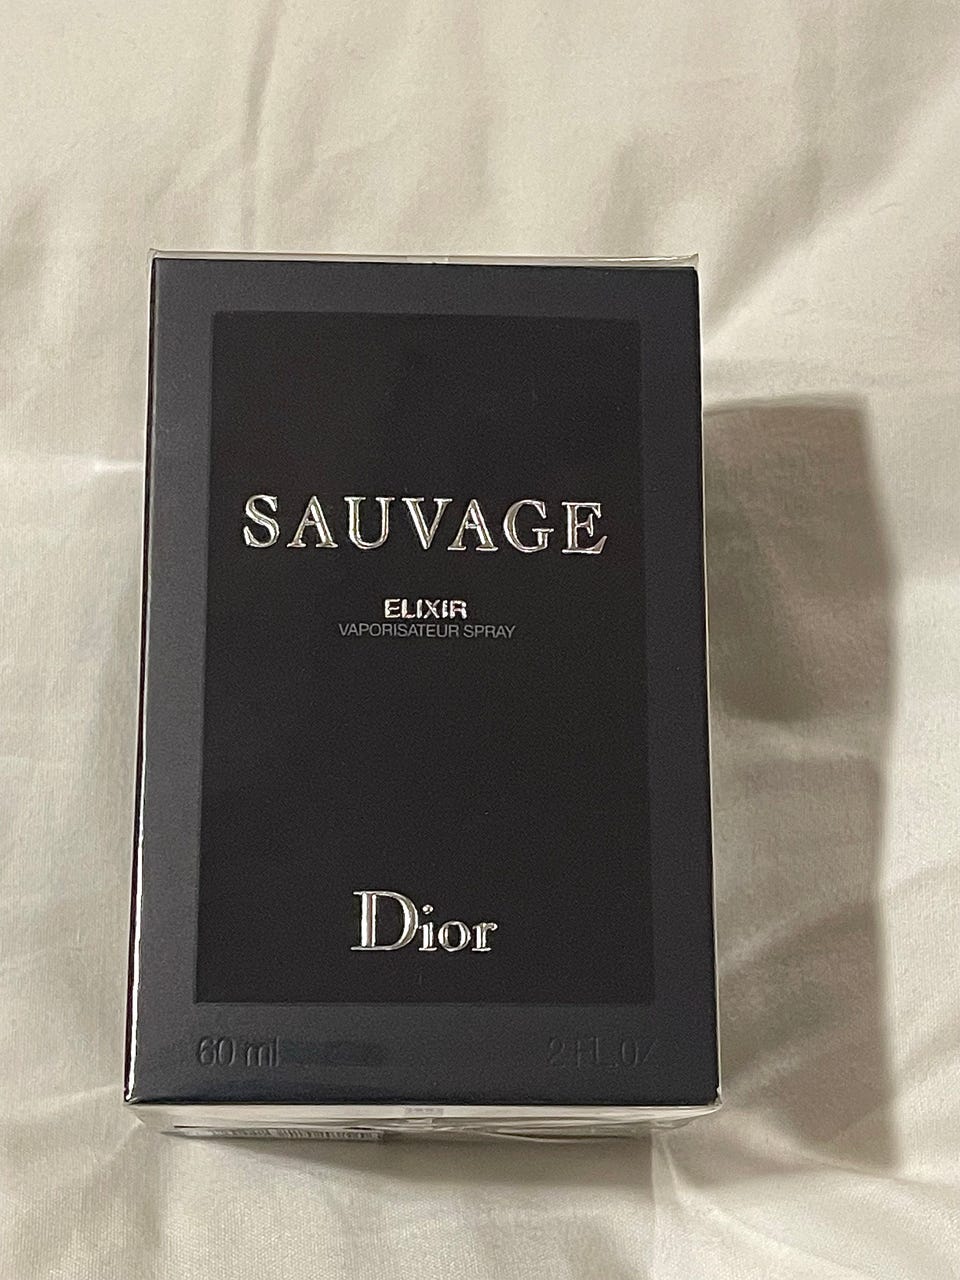 SAUVAGE
ELIXIR
VAPORISATEUR SPRAY
Dior
60 ml 2 FL.OZ